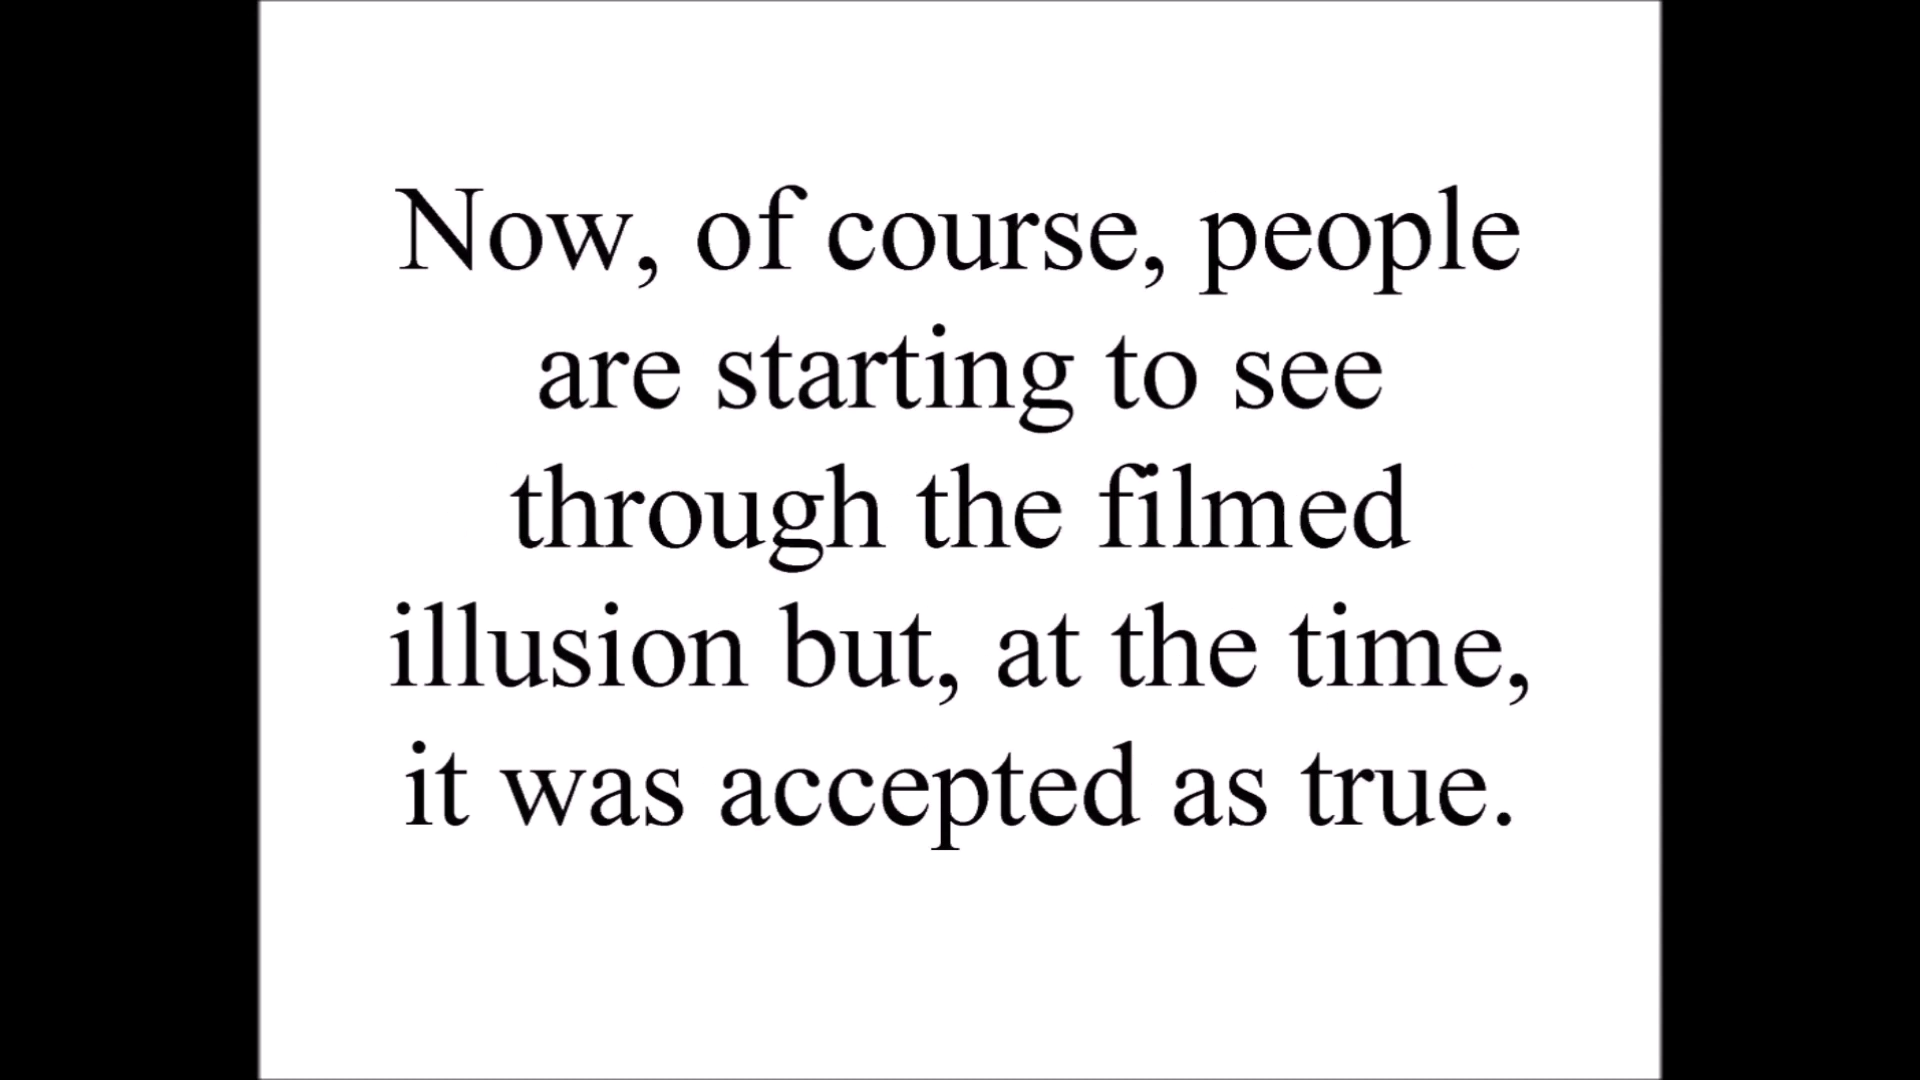 Now, of course, people
are starting to see
through the filmed
illusion but, at the time,
it was accepted as true.